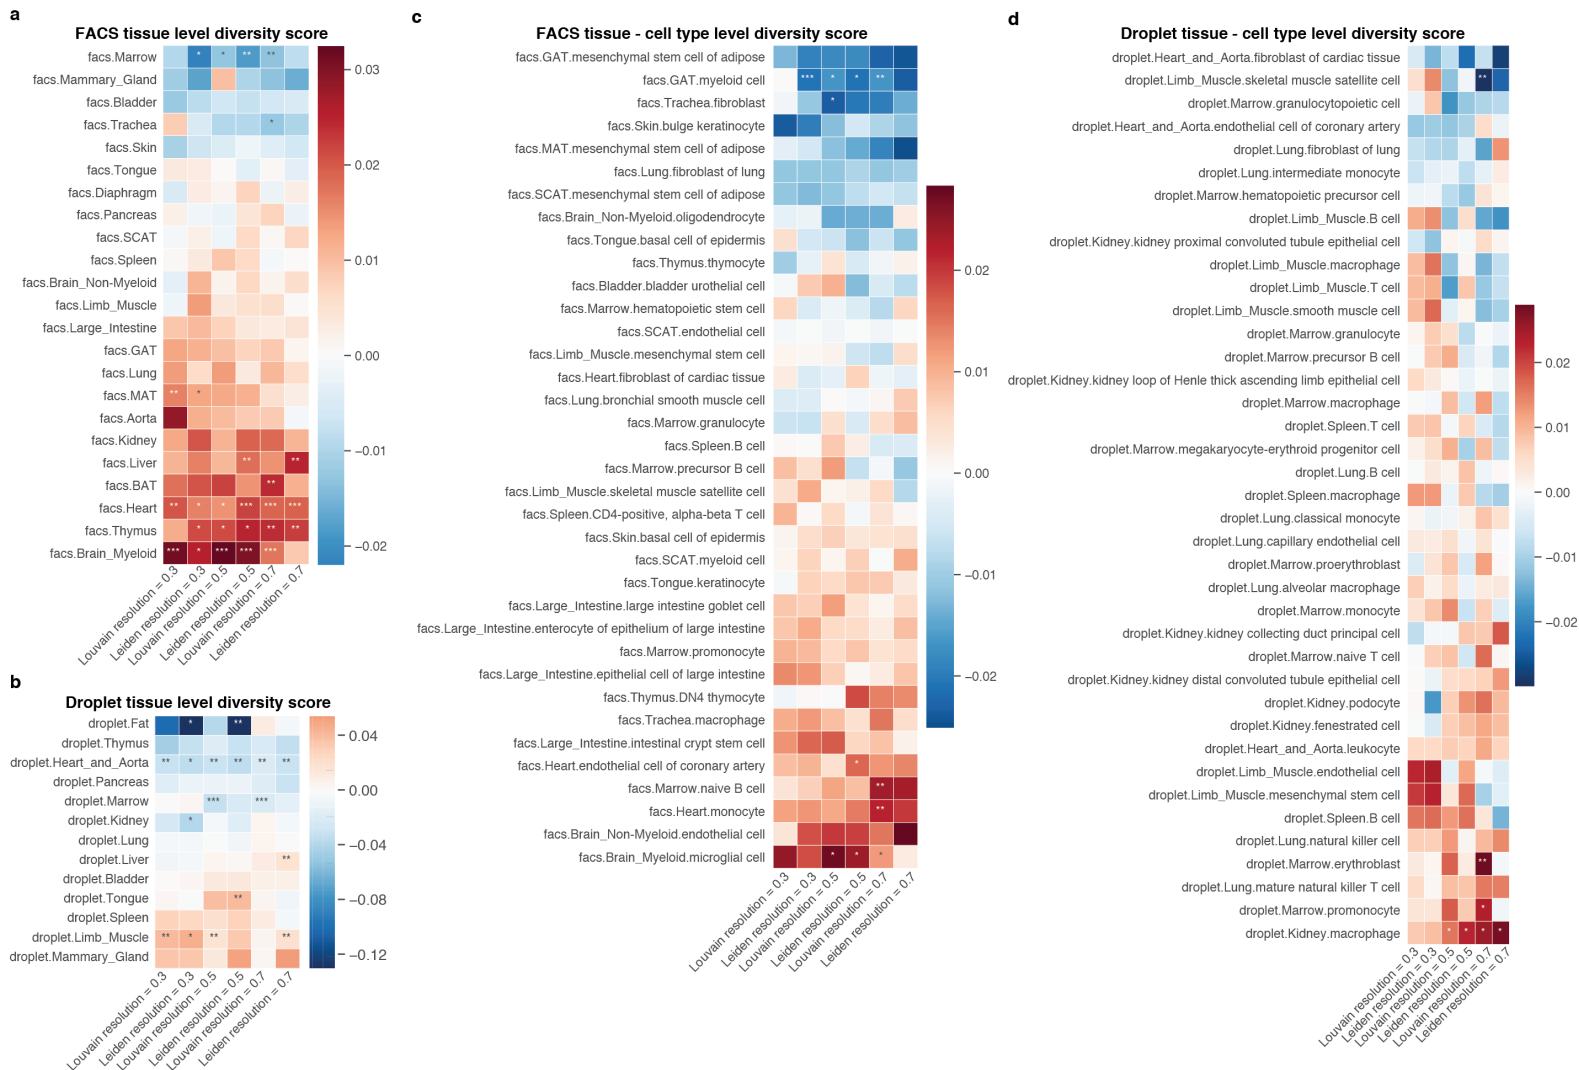 a
FACS tissue level diversity score
facs.Marrow
facs.Mammary_Gland
facs.Bladder
facs.Trachea
facs.Skin
facs.Tongue
facs.Diaphragm
facs.Pancreas
facs.SCAT
facs.Spleen
facs.Brain_Non-Myeloid
facs.Limb_Muscle
facs.Large_Intestine
facs.GAT
facs.Lung
facs.MAT
facs.Aorta
facs.Kidney
facs.Liver
facs.BAT
facs.Heart
facs.Thymus
facs.Brain_Myeloid
* * ** **
*
** *
** **
**
** * * *** *** ***
* * * ** **
*** * *** *** ***
0.03
0.02
0.01
0.00
−0.01
−0.02
Louvain resolution = 0.3
Leiden resolution = 0.3
Louvain resolution = 0.5
Leiden resolution = 0.5
Louvain resolution = 0.7
Leiden resolution = 0.7
b
Droplet tissue level diversity score
droplet.Fat
droplet.Thymus
droplet.Heart_and_Aorta
droplet.Pancreas
droplet.Marrow
droplet.Kidney
droplet.Lung
droplet.Liver
droplet.Bladder
droplet.Tongue
droplet.Spleen
droplet.Limb_Muscle
droplet.Mammary_Gland
* **
** * ** ** ** **
*** ***
*
**
**
** * ** **
0.04
0.00
−0.04
−0.08
−0.12
Louvain resolution = 0.3
Leiden resolution = 0.3
Louvain resolution = 0.5
Leiden resolution = 0.5
Louvain resolution = 0.7
Leiden resolution = 0.7
c
FACS tissue - cell type level diversity score
facs.GAT.mesenchymal stem cell of adipose
facs.GAT.myeloid cell
facs.Trachea.fibroblast
facs.Skin.bulge keratinocyte
facs.MAT.mesenchymal stem cell of adipose
facs.Lung.fibroblast of lung
facs.SCAT.mesenchymal stem cell of adipose
facs.Brain_Non-Myeloid.oligodendrocyte
facs.Tongue.basal cell of epidermis
facs.Thymus.thymocyte
facs.Bladder.bladder urothelial cell
facs.Marrow.hematopoietic stem cell
facs.SCAT.endothelial cell
facs.Limb_Muscle.mesenchymal stem cell
facs.Heart.fibroblast of cardiac tissue
facs.Lung.bronchial smooth muscle cell
facs.Marrow.granulocyte
facs.Spleen.B cell
facs.Marrow.precursor B cell
facs.Limb_Muscle.skeletal muscle satellite cell
facs.Spleen.CD4-positive, alpha-beta T cell
facs.Skin.basal cell of epidermis
facs.SCAT.myeloid cell
facs.Tongue.keratinocyte
facs.Large_Intestine.large intestine goblet cell
facs.Large_Intestine.enterocyte of epithelium of large intestine
facs.Marrow.promonocyte
facs.Large_Intestine.epithelial cell of large intestine
facs.Thymus.DN4 thymocyte
facs.Trachea.macrophage
facs.Large_Intestine.intestinal crypt stem cell
facs.Heart.endothelial cell of coronary artery
facs.Marrow.naive B cell
facs.Heart.monocyte
facs.Brain_Non-Myeloid.endothelial cell
facs.Brain_Myeloid.microglial cell
*** * * **
*
*
**
**
* * *
0.02
0.01
0.00
−0.01
−0.02
Louvain resolution = 0.3
Leiden resolution = 0.3
Louvain resolution = 0.5
Leiden resolution = 0.5
Louvain resolution = 0.7
Leiden resolution = 0.7
d
Droplet tissue - cell type level diversity score
droplet.Heart_and_Aorta.fibroblast of cardiac tissue
droplet.Limb_Muscle.skeletal muscle satellite cell
droplet.Marrow.granulocytopoietic cell
droplet.Heart_and_Aorta.endothelial cell of coronary artery
droplet.Lung.fibroblast of lung
droplet.Lung.intermediate monocyte
droplet.Marrow.hematopoietic precursor cell
droplet.Limb_Muscle.B cell
droplet.Kidney.kidney proximal convoluted tubule epithelial cell
droplet.Limb_Muscle.macrophage
droplet.Limb_Muscle.T cell
droplet.Limb_Muscle.smooth muscle cell
droplet.Marrow.granulocyte
droplet.Marrow.precursor B cell
droplet.Kidney.kidney loop of Henle thick ascending limb epithelial cell
droplet.Marrow.macrophage
droplet.Spleen.T cell
droplet.Marrow.megakaryocyte-erythroid progenitor cell
droplet.Lung.B cell
droplet.Spleen.macrophage
droplet.Lung.classical monocyte
droplet.Lung.capillary endothelial cell
droplet.Marrow.proerythroblast
droplet.Lung.alveolar macrophage
droplet.Marrow.monocyte
droplet.Kidney.kidney collecting duct principal cell
droplet.Marrow.naive T cell
droplet.Kidney.kidney distal convoluted tubule epithelial cell
droplet.Kidney.podocyte
droplet.Kidney.fenestrated cell
droplet.Heart_and_Aorta.leukocyte
droplet.Limb_Muscle.endothelial cell
droplet.Limb_Muscle.mesenchymal stem cell
droplet.Spleen.B cell
droplet.Lung.natural killer cell
droplet.Marrow.erythroblast
droplet.Lung.mature natural killer T cell
droplet.Marrow.promonocyte
droplet.Kidney.macrophage
**
**
*
* * * *
0.02
0.01
0.00
−0.01
−0.02
Louvain resolution = 0.3
Leiden resolution = 0.3
Louvain resolution = 0.5
Leiden resolution = 0.5
Louvain resolution = 0.7
Leiden resolution = 0.7